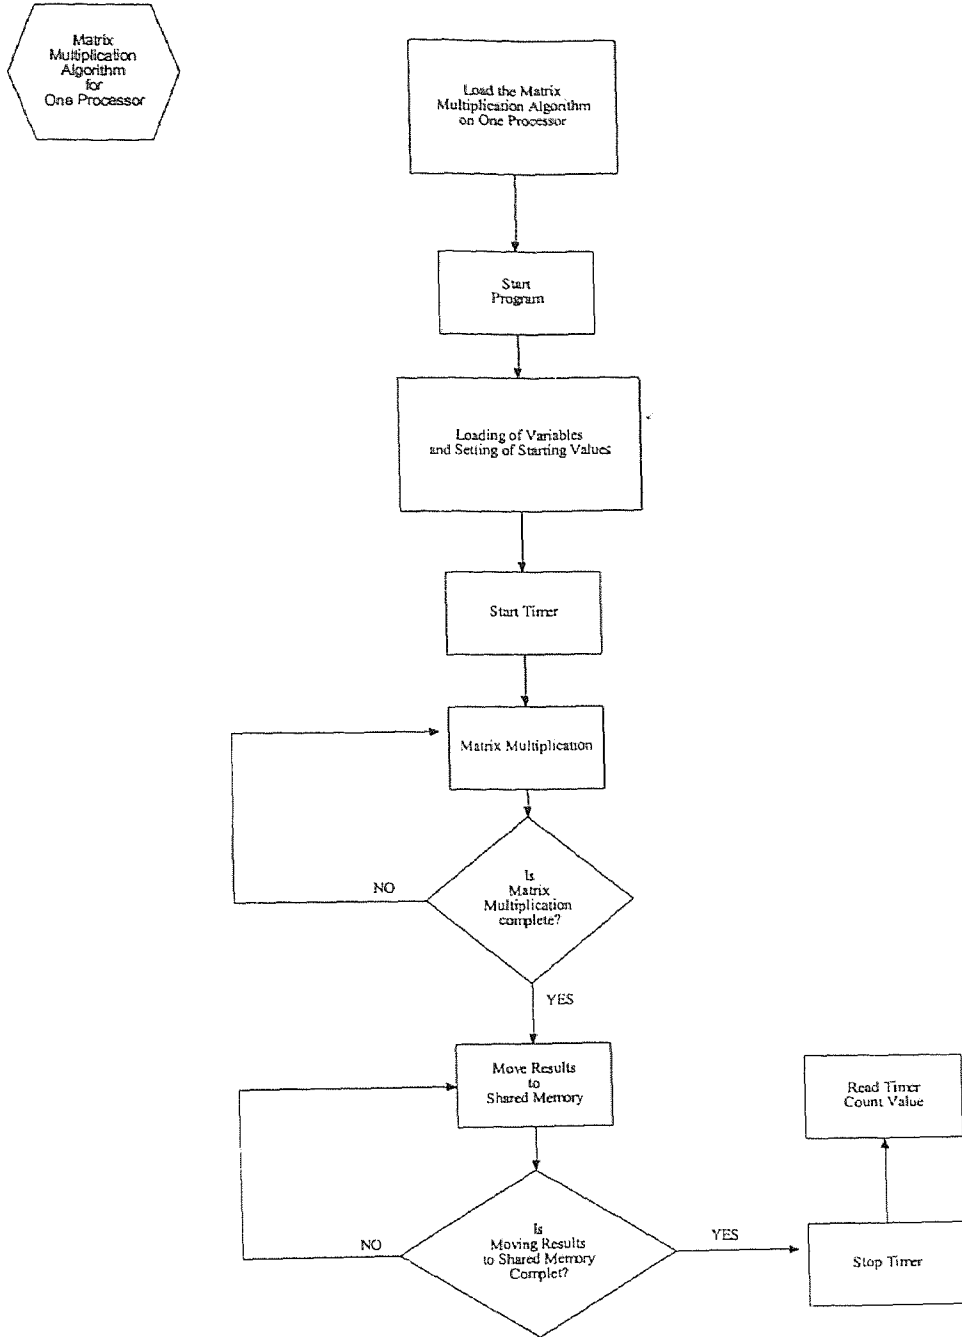 Matrix
Multiplication
Algorithm
for
One Processor
Load the Matrix
Multiplication Algorithm
on One Processor
Start
Program
Loading of Variables
and Setting of Starting Values
Start Timer
Matrix Multiplication
Is
Matrix
Multiplication
complete?
NO
YES
Move Results
to
Shared Memory
Is
Moving Results
to Shared Memory
Complet?
NO
YES
Stop Timer
Read Timer
Count Value